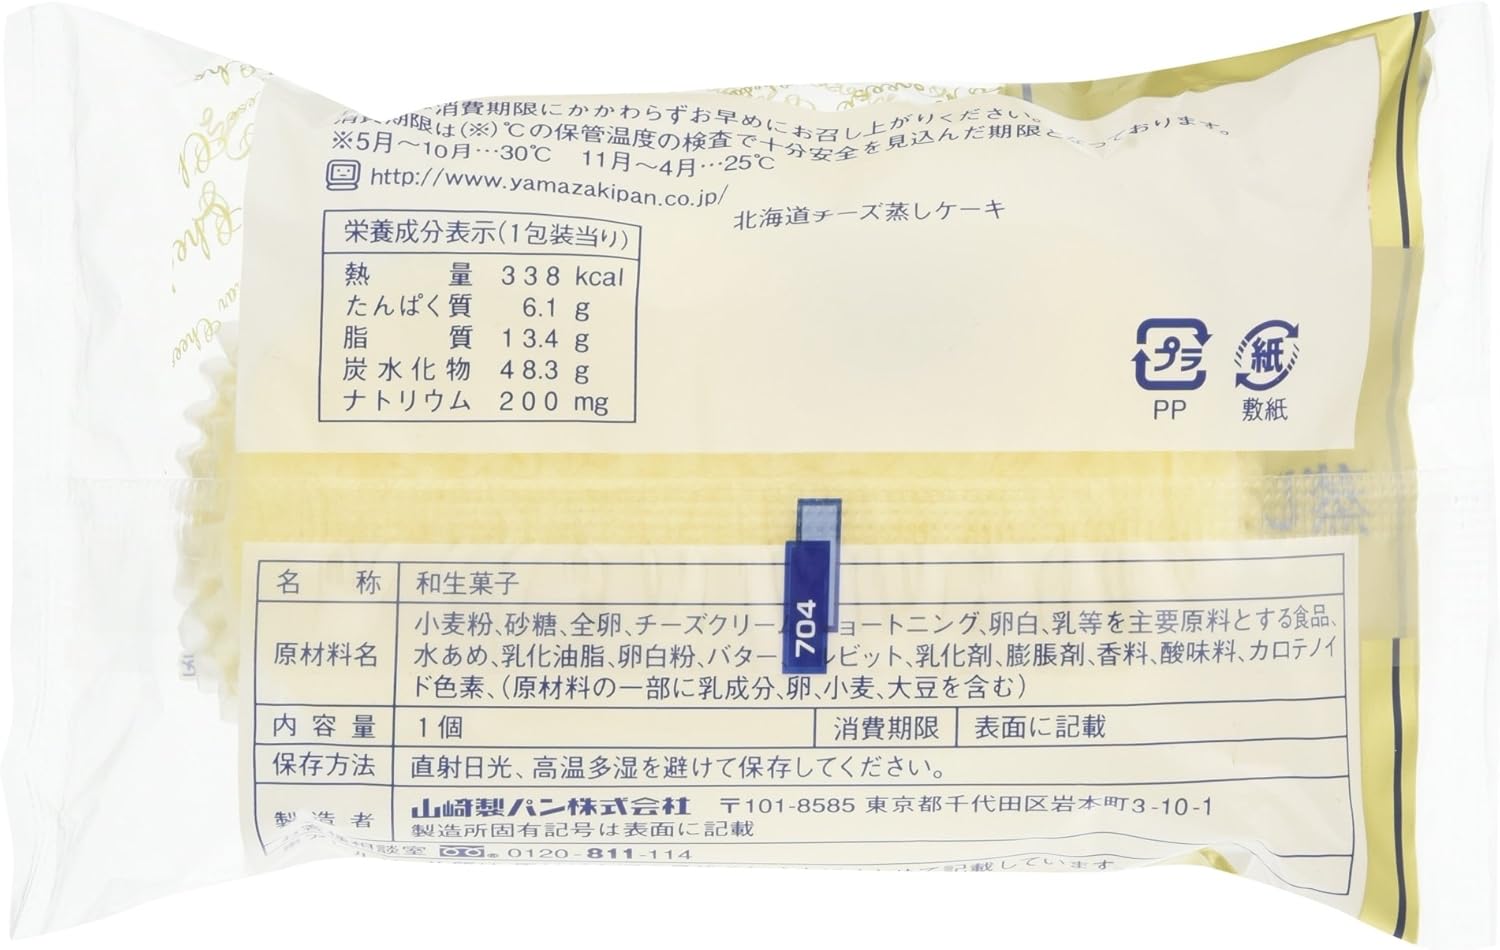 消費期限にかかわらずお早めにお召し上がりください。
消費期限は(※)℃の保管温度の検査で十分安全を見込んだ期限となっております。
※5月〜10月…30℃ 11月〜4月…25℃
http://www.yamazakipan.co.jp/
北海道チーズ蒸しケーキ
栄養成分表示(1包装当り)
熱量 338 kcal
たんぱく質 6.1 g
脂質 13.4 g
炭水化物 48.3 g
ナトリウム 200 mg
プラ 紙
PP 敷紙
蒸し
704
名称 和生菓子
原材料名 小麦粉、砂糖、全卵、チーズクリーム ョートニング、卵白、乳等を主要原料とする食品、
水あめ、乳化油脂、卵白粉、バター ルビット、乳化剤、膨脹剤、香料、酸味料、カロテノイ
ド色素、(原材料の一部に乳成分、卵、小麦、大豆を含む)
内容量 1個 消費期限 表面に記載
保存方法 直射日光、高温多湿を避けて保存してください。
製造者 山崎製パン株式会社 〒101-8585 東京都千代田区岩本町3-10-1
製造所固有記号は表面に記載
相談室 0120-811-114
記載しています。